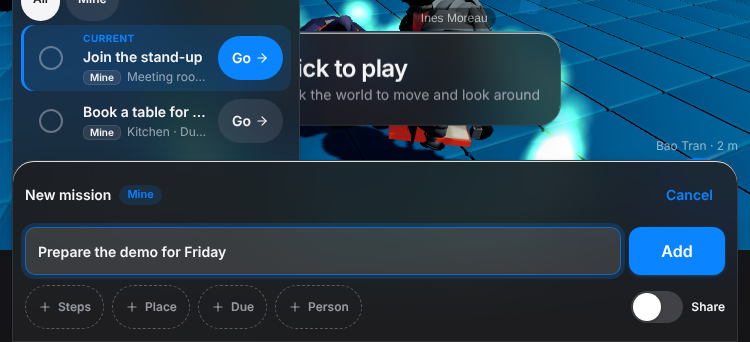 All
Mine
Ines Moreau
CURRENT
Join the stand-up
Mine Meeting roo...
Go →
ick to play
k the world to move and look around
Book a table for ...
Mine Kitchen · Du...
Go →
Bao Tran · 2 m
New mission Mine
Cancel
Prepare the demo for Friday
Add
+ Steps
+ Place
+ Due
+ Person
Share